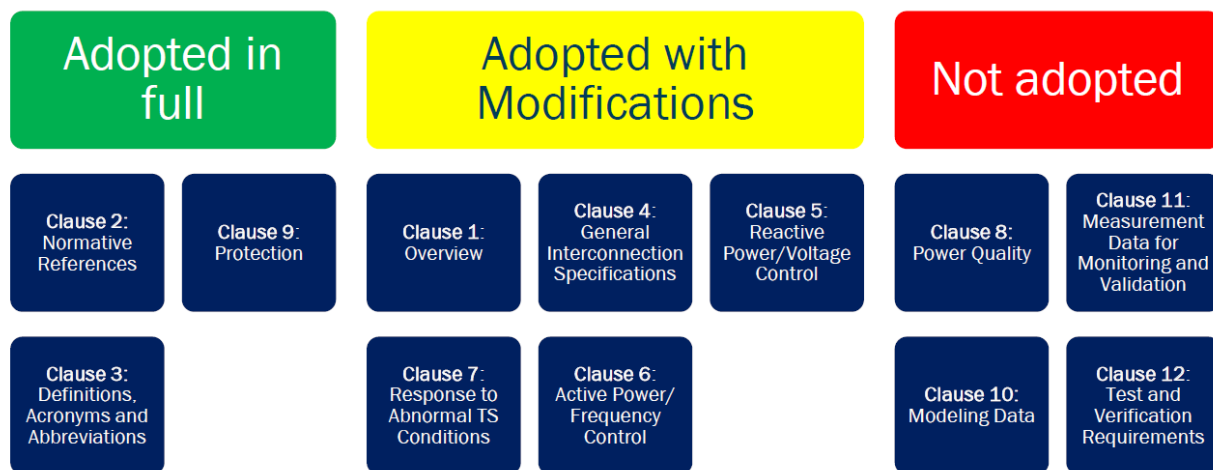 Adopted in
full
Adopted with
Modifications
Not adopted
Clause 2:
Normative
References
Clause 9:
Protection
Clause 1:
Overview
Clause 4:
General
Interconnection
Specifications
Clause 5:
Reactive
Power/Voltage
Control
Clause 8:
Power Quality
Clause 11:
Measurement
Data for
Monitoring and
Validation
Clause 3:
Definitions,
Acronyms and
Abbreviations
Clause 7:
Response to
Abnormal TS
Conditions
Clause 6:
Active Power/
Frequency
Control
Clause 10:
Modeling Data
Clause 12:
Test and
Verification
Requirements